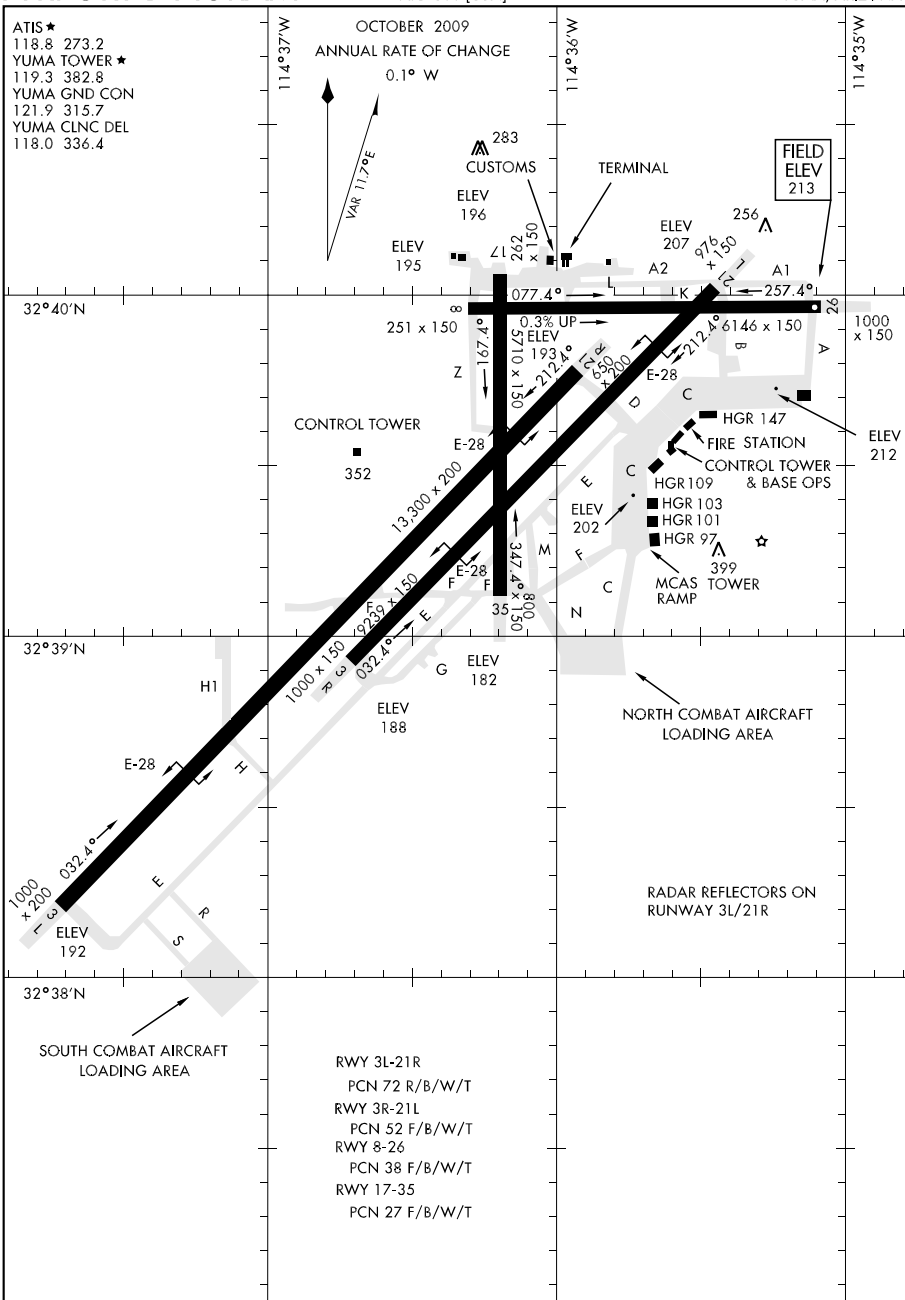 ATIS ★
118.8 273.2
YUMA TOWER ★
119.3 382.8
YUMA GND CON
121.9 315.7
YUMA CLNC DEL
118.0 336.4
114°37'W
OCTOBER 2009
ANNUAL RATE OF CHANGE
0.1° W
VAR 11.7°E
114°36'W
114°35'W
283
CUSTOMS
TERMINAL
FIELD
ELEV
213
ELEV
196
ELEV
195
17
262
x 150
ELEV
207
976
x 150
256
21
L
L
A2
A1
32°40'N
8
077.4°
K
257.4°
26
251 x 150
0.3% UP
6146 x 150
1000
x 150
167.4°
5710 x 150
ELEV
193
212.4°
21
R
650
x 200
212.4°
E-28
B
A
Z
D
C
HGR 147
FIRE STATION
ELEV
212
CONTROL TOWER
352
E-28
CONTROL TOWER
& BASE OPS
C
HGR 109
HGR 103
HGR 101
HGR 97
E
ELEV
202
13,300 x 200
347.4°
M
F
C
N
399
TOWER
MCAS
RAMP
E-28
F
F
F
9239 x 150
35
800
x 150
E
32°39'N
1000 x 150
032.4°
3
R
G
ELEV
182
ELEV
188
H1
NORTH COMBAT AIRCRAFT
LOADING AREA
E-28
H
032.4°
1000
x 200
3
L
ELEV
192
E
R
S
RADAR REFLECTORS ON
RUNWAY 3L/21R
32°38'N
SOUTH COMBAT AIRCRAFT
LOADING AREA
RWY 3L-21R
PCN 72 R/B/W/T
RWY 3R-21L
PCN 52 F/B/W/T
RWY 8-26
PCN 38 F/B/W/T
RWY 17-35
PCN 27 F/B/W/T